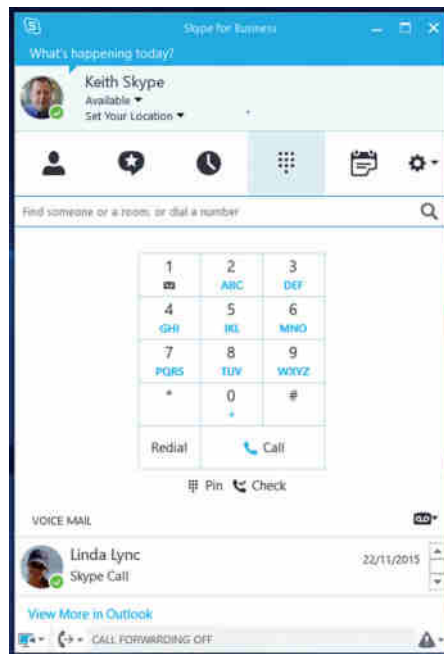 Skype for Business
What's happening today?
Keith Skype
Available
Set Your Location
Find someone or a room, or dial a number
1 2 3
ABC DEF
4 5 6
GHI JKL MNO
7 8 9
PQRS TUV WXYZ
* 0 #
+
Redial Call
Pin Check
VOICE MAIL
Linda Lync 22/11/2015
Skype Call
View More in Outlook
CALL FORWARDING OFF